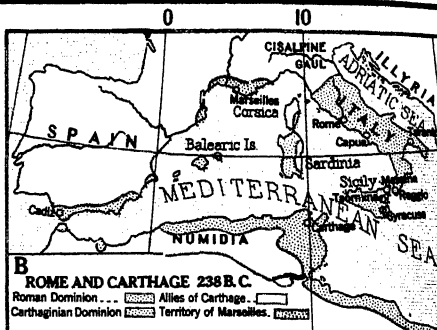 0 10
CISALPINE
GAUL
ILLYRIA
ADRIATIC SEA
Marseilles
Corsica
ITALY
Rome
Capua
SPAIN
Balearic Is.
Sardinia
MEDITERRANEAN SEA
Sicily
Messina
Reggio
Syracuse
Cadiz
Carthage
NUMIDIA
B
ROME AND CARTHAGE 238 B.C.
Roman Dominion Allies of Carthage
Carthaginian Dominion Territory of Marseilles